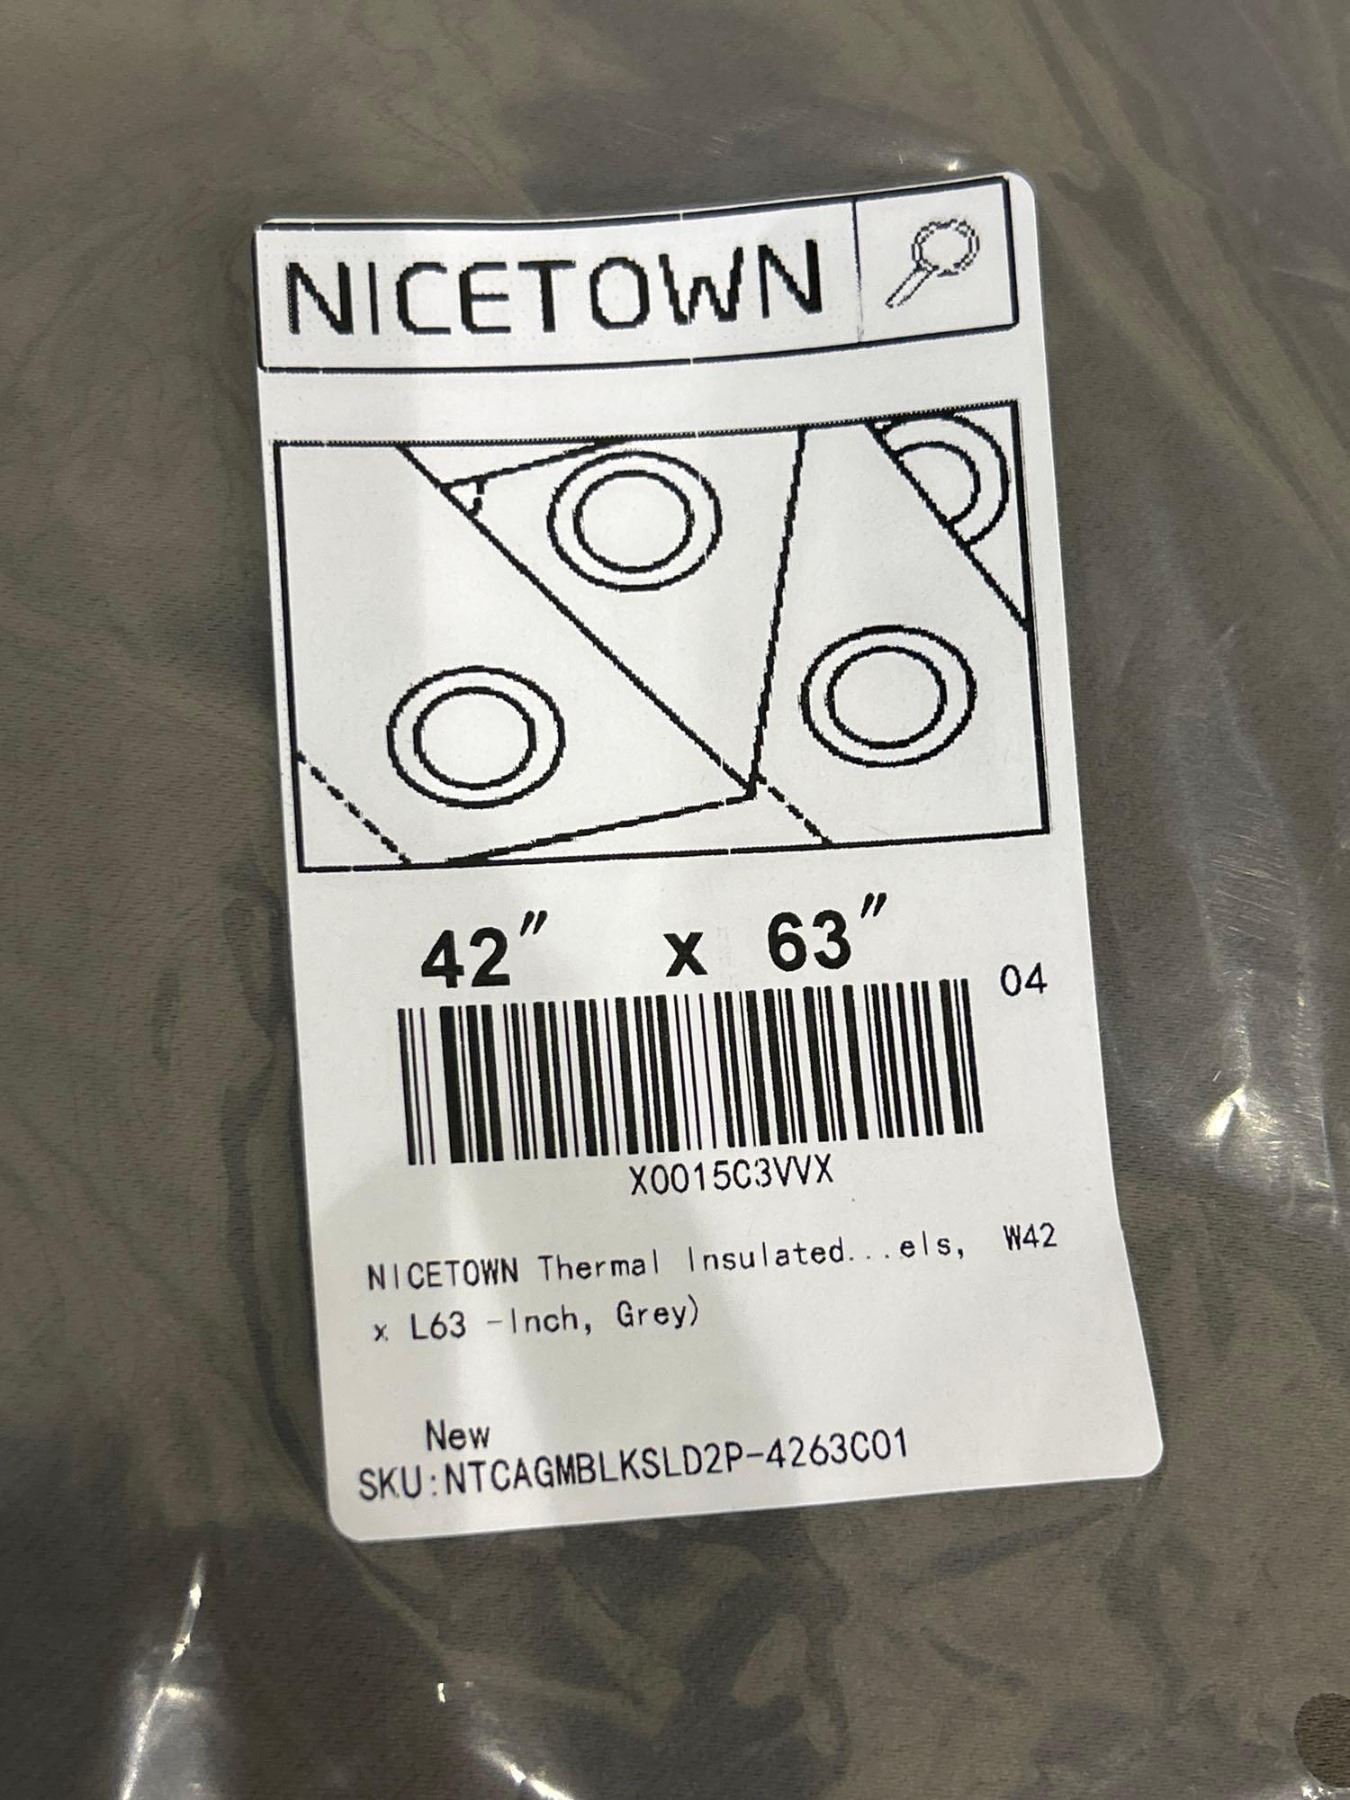 NICETOWN
42" x 63"
04
X0015C3VVX
NICETOWN Thermal Insulated...els, W42
x L63 -Inch, Grey)
New
SKU:NTCAGMBLKSLD2P-4263C01